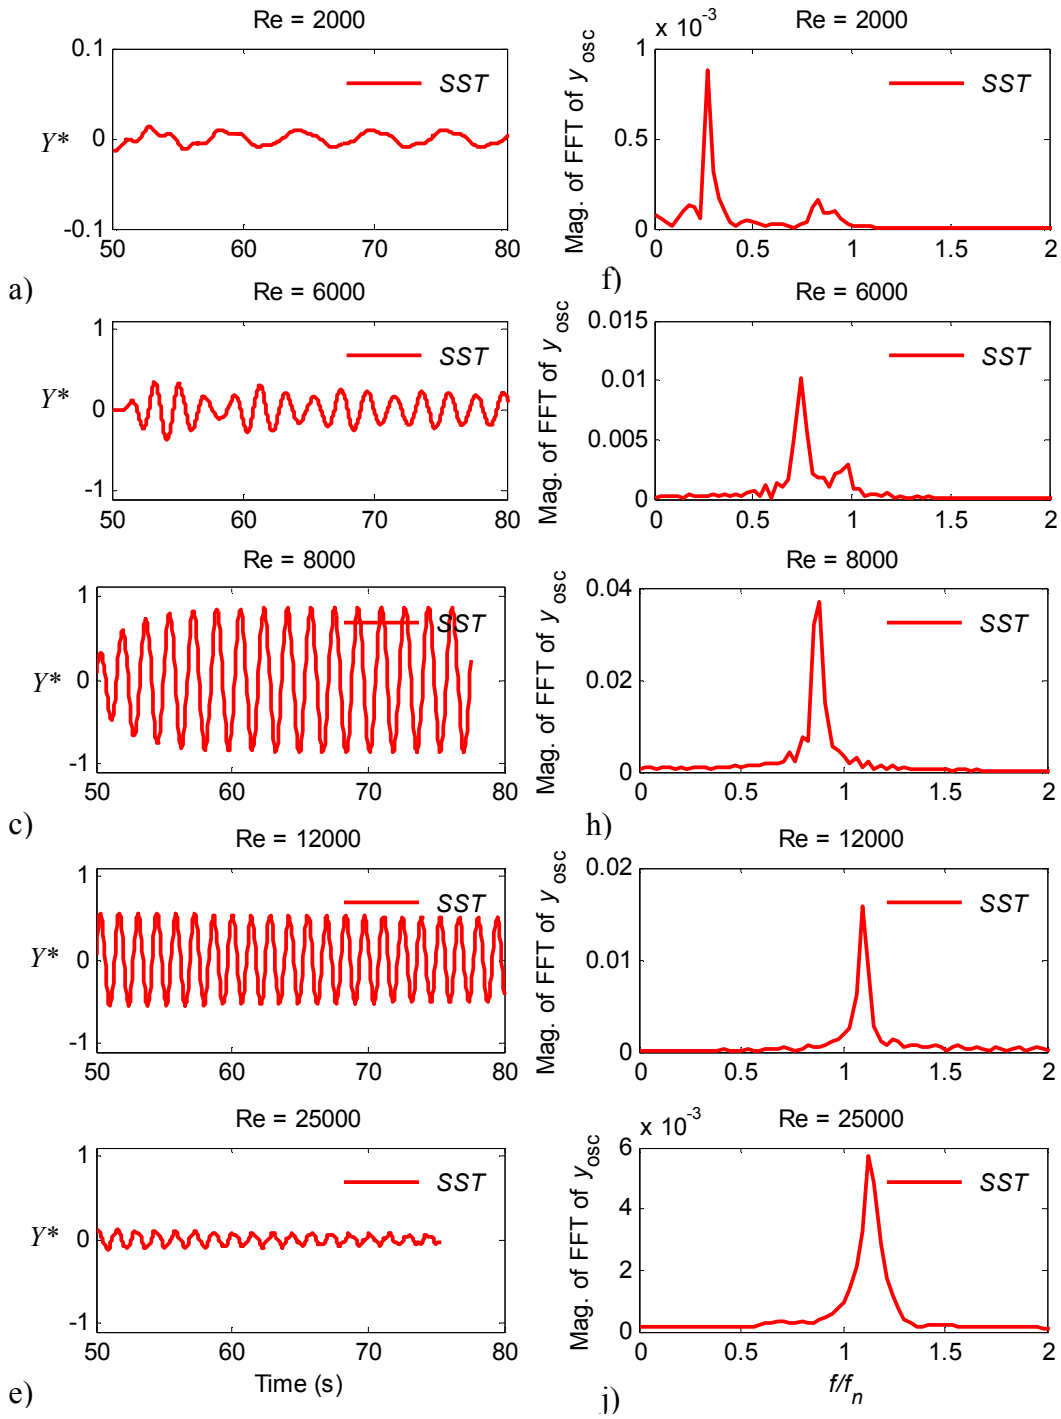 Re = 2000
0.1
0
-0.1
Y*
SST
50 60 70 80
a)
Re = 2000
x 10-3
1
0.5
0
Mag. of FFT of yosc
SST
0 0.5 1 1.5 2
f)
Re = 6000
1
0
-1
Y*
SST
50 60 70 80
Re = 6000
0.015
0.01
0.005
0
Mag. of FFT of yosc
SST
0 0.5 1 1.5 2
Re = 8000
1
0
-1
Y*
SST
50 60 70 80
c)
Re = 8000
0.04
0.02
0
Mag. of FFT of yosc
SST
0 0.5 1 1.5 2
h)
Re = 12000
1
0
-1
Y*
SST
50 60 70 80
Re = 12000
0.02
0.01
0
Mag. of FFT of yosc
SST
0 0.5 1 1.5 2
Re = 25000
1
0
-1
Y*
SST
50 60 70 80
Time (s)
e)
Re = 25000
x 10-3
6
4
2
0
Mag. of FFT of yosc
SST
0 0.5 1 1.5 2
f/fn
j)